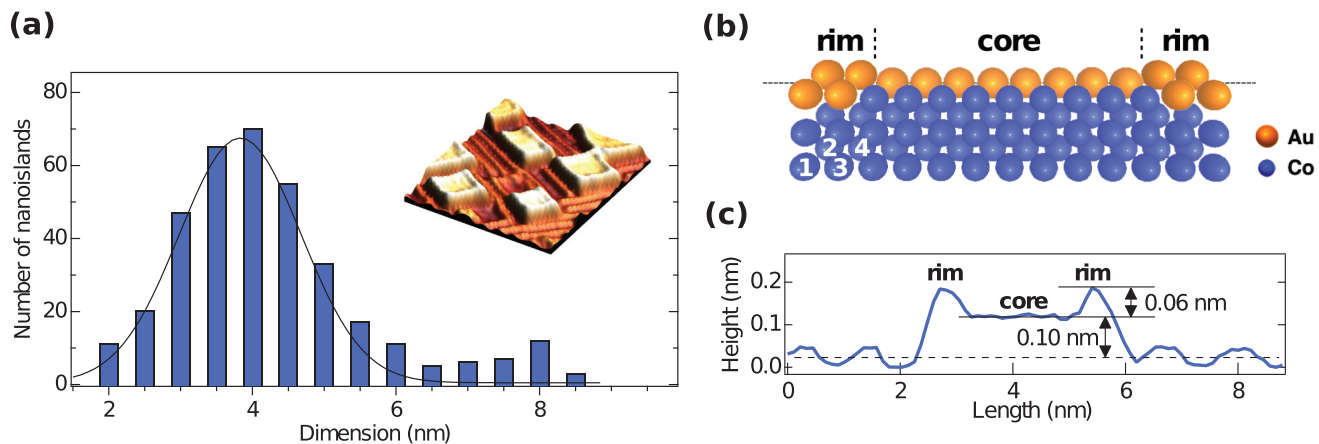 (a)
Number of nanoislands
80
60
40
20
0
2 4 6 8
Dimension (nm)
(b)
rim core rim
2 4
1 3
Au
Co
(c)
Height (nm)
0.2
0.1
0.0
rim rim
core
0.06 nm
0.10 nm
0 2 4 6 8
Length (nm)